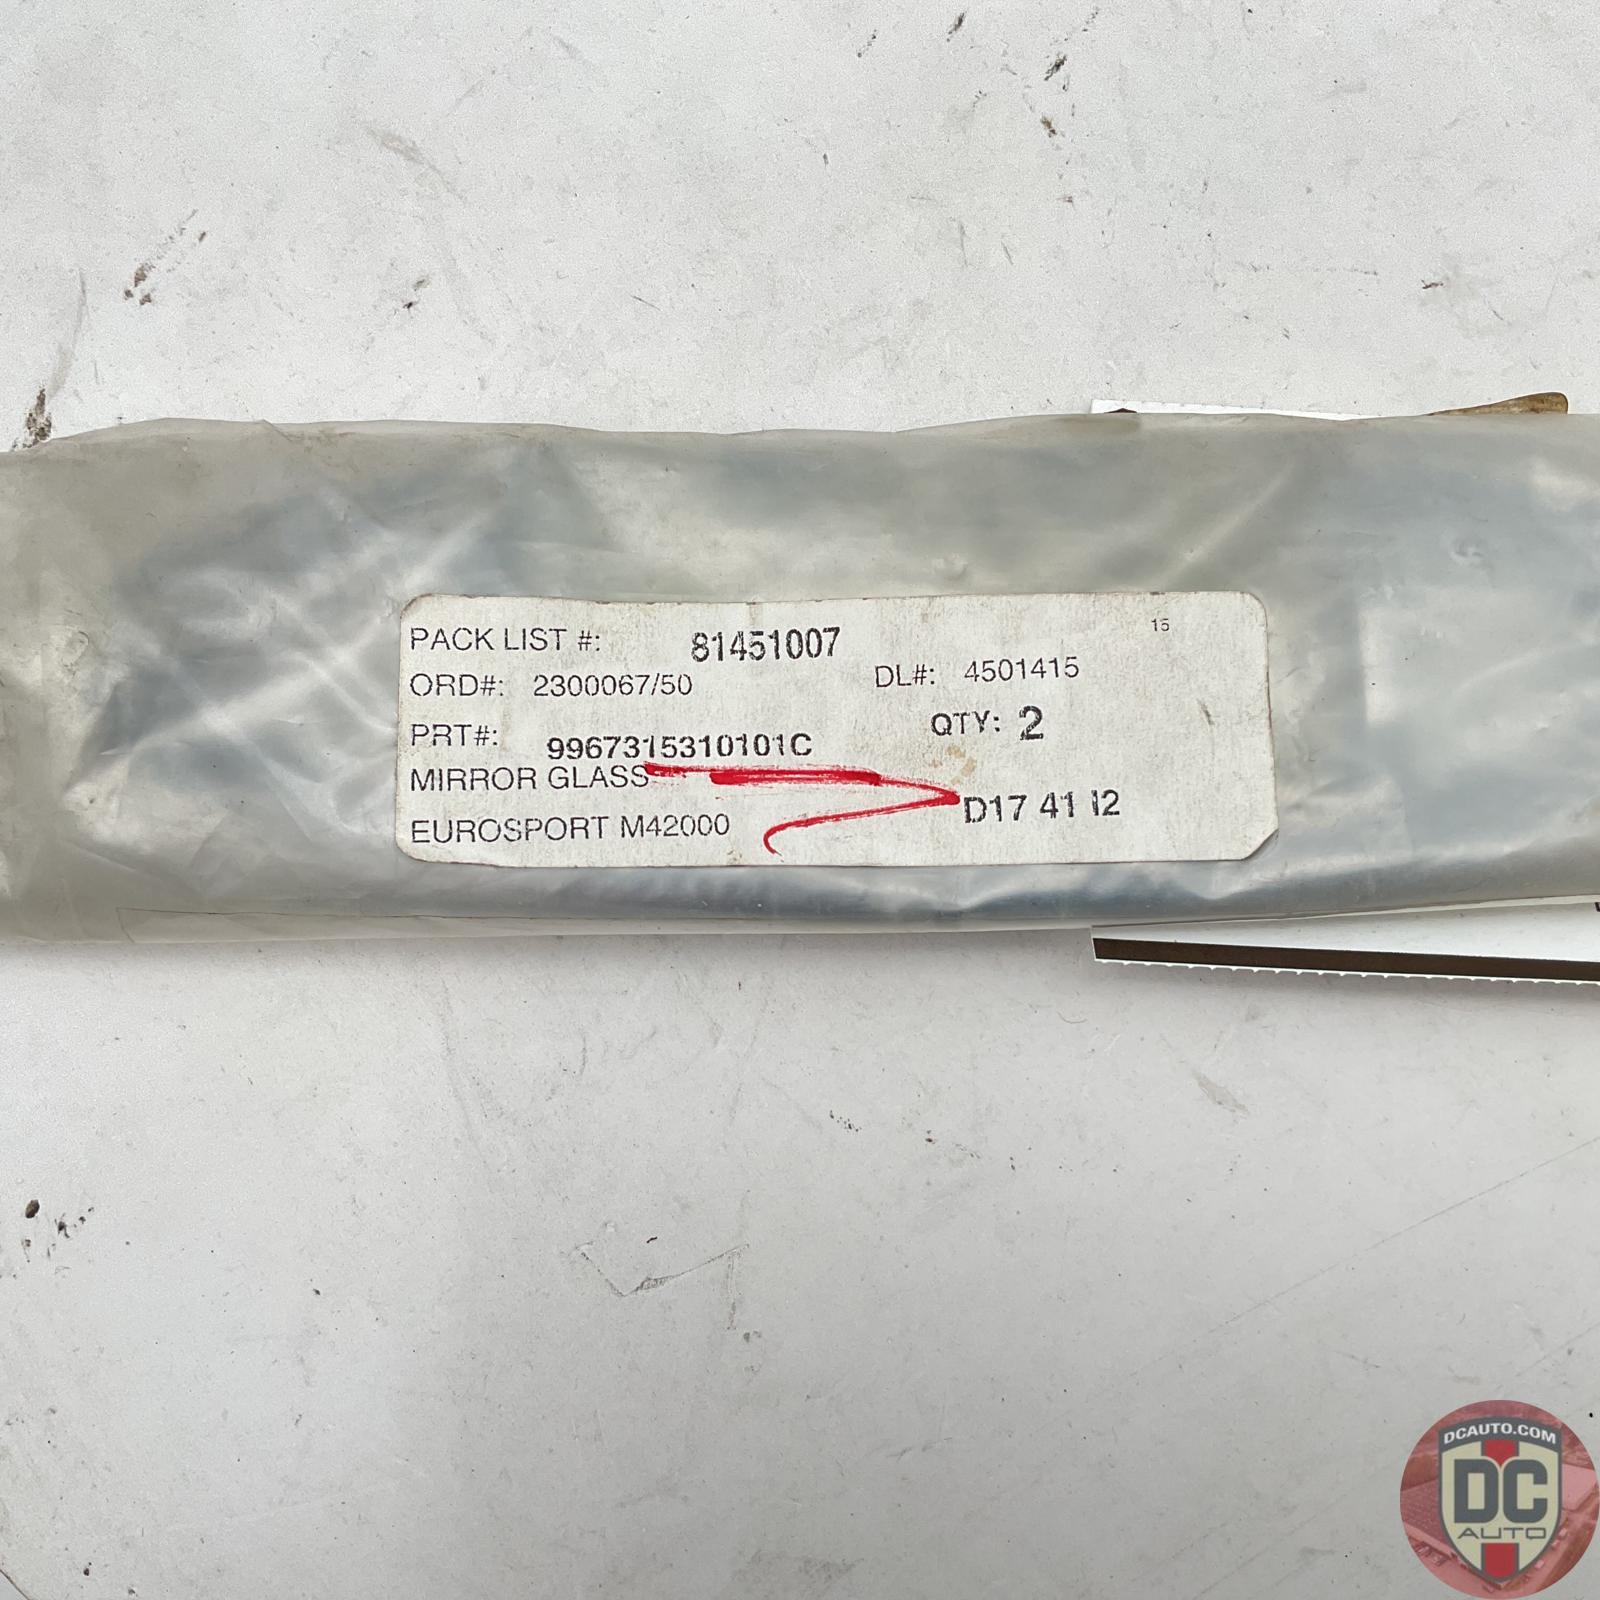 PACK LIST #: 81451007 15
ORD#: 2300067/50 DL#: 4501415
PRT#: 9967315310101C QTY: 2
MIRROR GLASS
EUROSPORT M42000 D17 41 I2
DCAUTO.COM
DC
AUTO